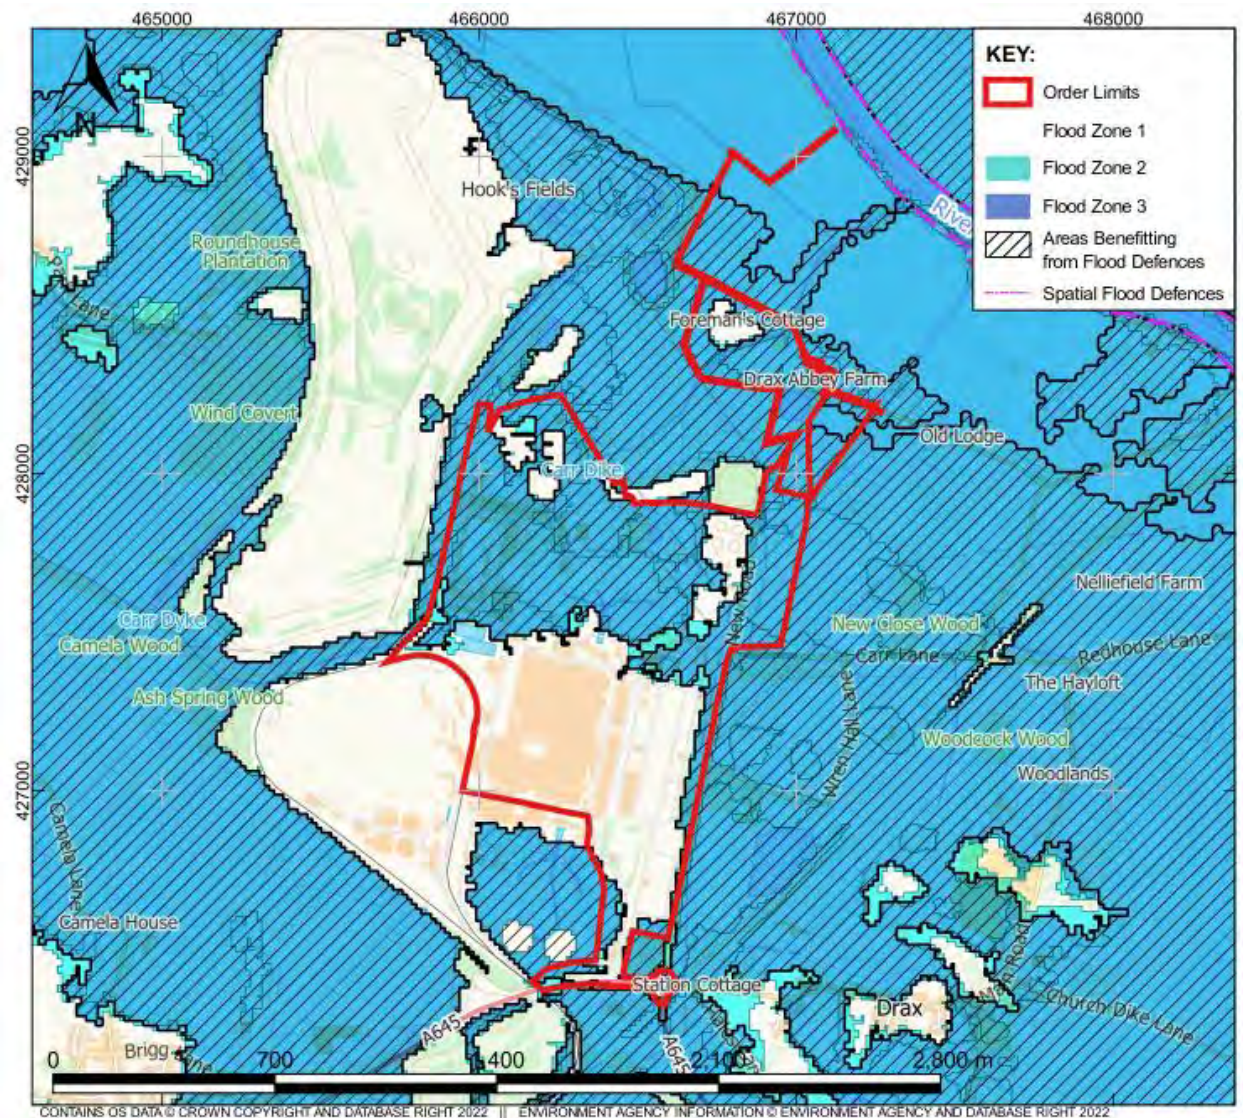 465000
466000
467000
468000
KEY:
Order Limits
Flood Zone 1
Flood Zone 2
Flood Zone 3
Areas Benefitting
from Flood Defences
Spatial Flood Defences
N
429000
428000
427000
Hook's Fields
River
Roundhouse
Plantation
Lane
Foreman's Cottage
Drax Abbey Farm
Wind Covert
Old Lodge
Carr Dike
Nelliefield Farm
New Road
Carr Dyke
New Close Wood
Camela Wood
Carr Lane
Redhouse Lane
The Hayloft
Ash Spring Wood
Wren Hall Lane
Woodcock Wood
Woodlands
Camela Lane
Camela House
Main Road
Station Cottage
Drax
Church Dike Lane
A645
A645
Brigg Lane
0
700
400
2,100
2,800 m
CONTAINS OS DATA © CROWN COPYRIGHT AND DATABASE RIGHT 2022 || ENVIRONMENT AGENCY INFORMATION © ENVIRONMENT AGENCY AND DATABASE RIGHT 2022